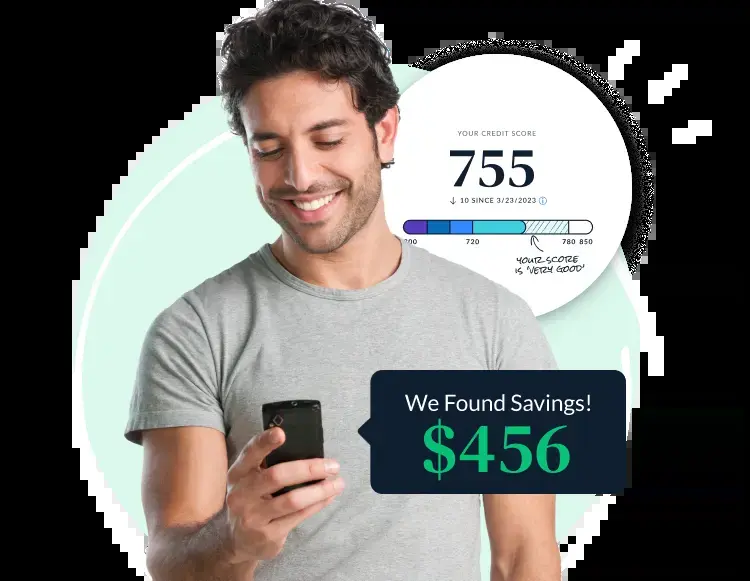 YOUR CREDIT SCORE
755
↓ 10 SINCE 3/23/2023 ⓘ
720
780 850
YOUR SCORE
IS 'VERY GOOD'
We Found Savings!
$456